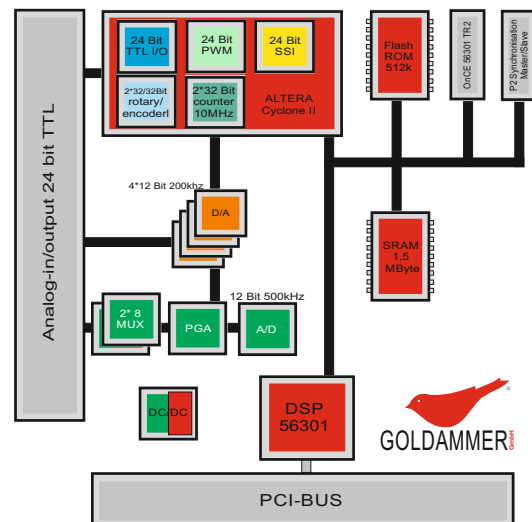 Analog-in/output 24 bit TTL
24 Bit
TTL I/O
24 Bit
PWM
24 Bit
SSI
2*32/32Bit
rotary/
encoderl
2*32 Bit
counter
10MHz
ALTERA
Cyclone II
Flash
ROM
512k
OnCE 56301 TR2
P2 Synchronisation
Master/Slave
4*12 Bit 200khz
D/A
SRAM
1,5
MByte
12 Bit 500kHz
2* 8
MUX
PGA
A/D
DC/DC
DSP
56301
GOLDAMMER
GmbH
PCI-BUS